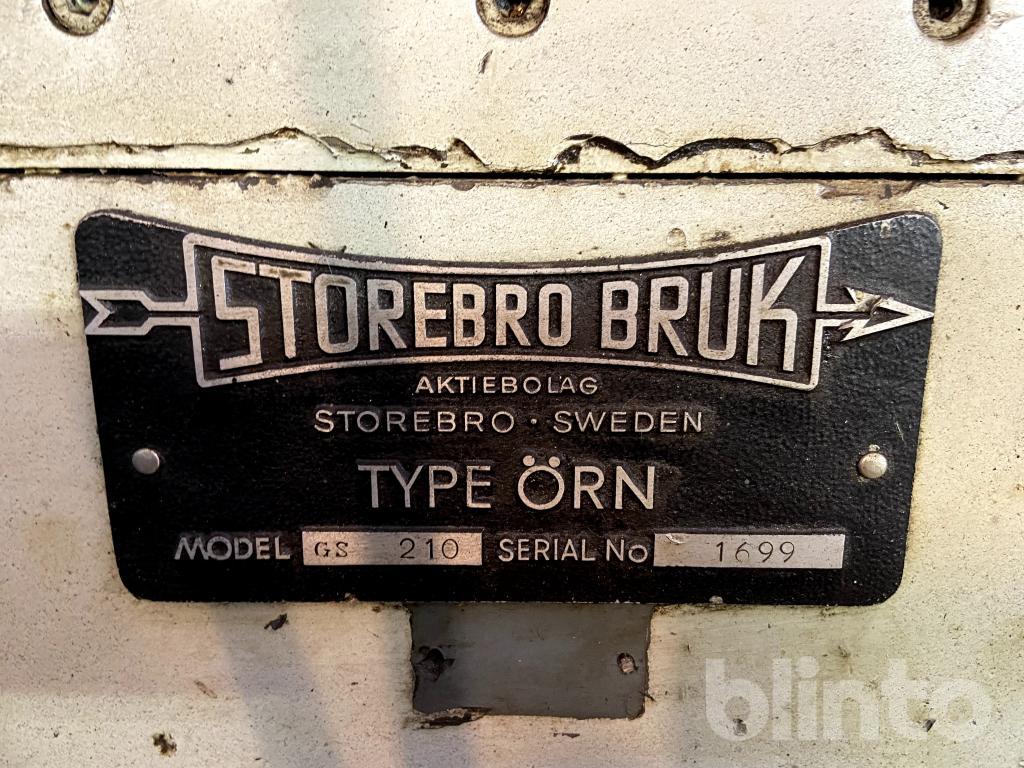 STOREBRO BRUK
AKTIEBOLAG
STOREBRO · SWEDEN
TYPE ÖRN
MODEL GS 210 SERIAL No 1699
blinto